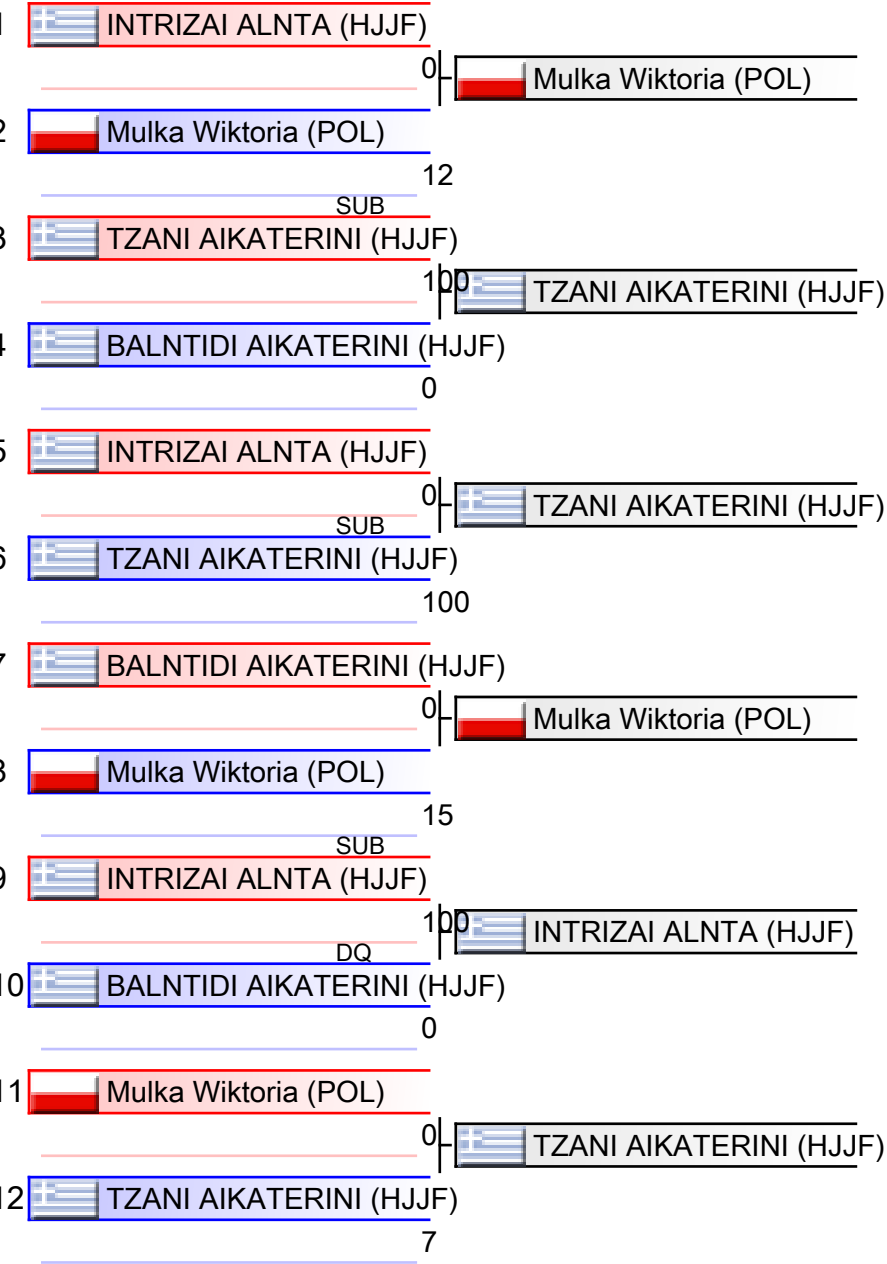 1 INTRIZAI ALNTA (HJJF)
0 Mulka Wiktoria (POL)
2 Mulka Wiktoria (POL)
12
SUB
3 TZANI AIKATERINI (HJJF)
100 TZANI AIKATERINI (HJJF)
4 BALNTIDI AIKATERINI (HJJF)
0
5 INTRIZAI ALNTA (HJJF)
0 TZANI AIKATERINI (HJJF)
SUB
6 TZANI AIKATERINI (HJJF)
100
7 BALNTIDI AIKATERINI (HJJF)
0 Mulka Wiktoria (POL)
8 Mulka Wiktoria (POL)
15
SUB
9 INTRIZAI ALNTA (HJJF)
100 INTRIZAI ALNTA (HJJF)
DQ
10 BALNTIDI AIKATERINI (HJJF)
0
11 Mulka Wiktoria (POL)
0 TZANI AIKATERINI (HJJF)
12 TZANI AIKATERINI (HJJF)
7